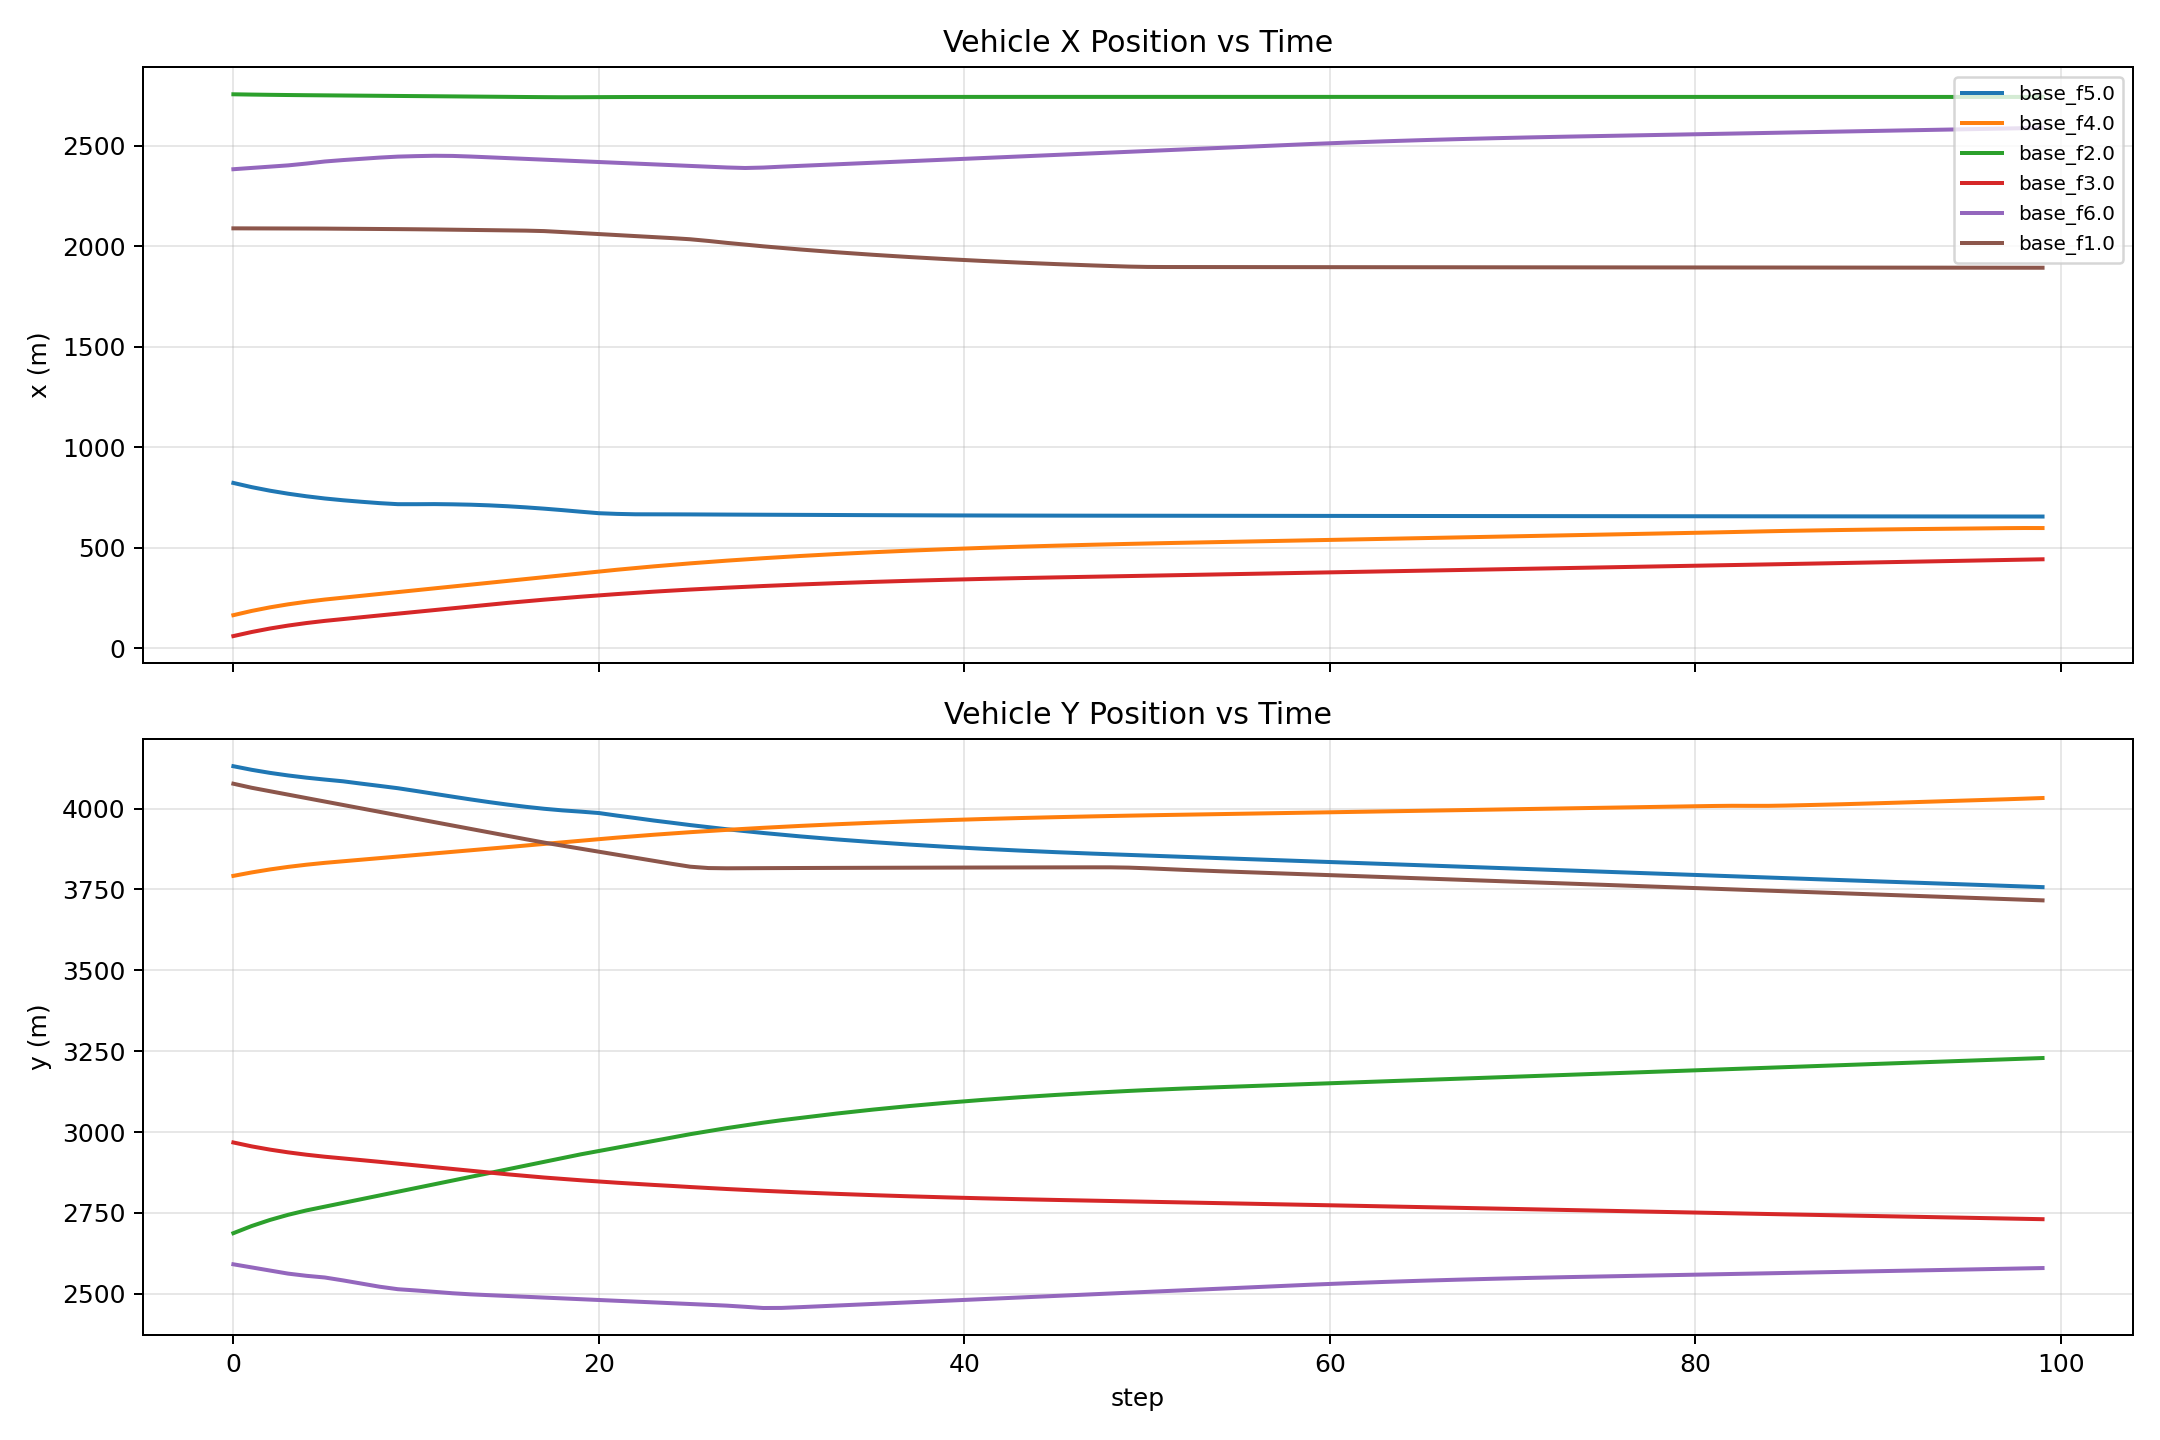 Vehicle X Position vs Time
x (m)
2500
2000
1500
1000
500
0
base_f5.0
base_f4.0
base_f2.0
base_f3.0
base_f6.0
base_f1.0
Vehicle Y Position vs Time
y (m)
4000
3750
3500
3250
3000
2750
2500
0 20 40 60 80 100
step